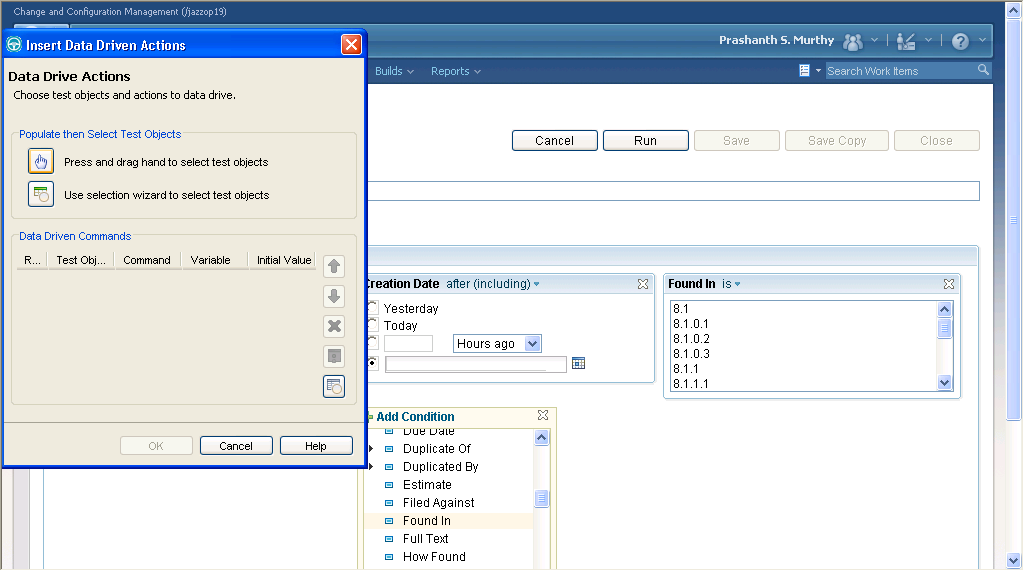 Change and Configuration Management (/jazzop19)
Prashanth S. Murthy
Builds
Reports
Search Work Items
Insert Data Driven Actions
Data Drive Actions
Choose test objects and actions to data drive.
Populate then Select Test Objects
Press and drag hand to select test objects
Use selection wizard to select test objects
Data Driven Commands
R... Test Obj... Command Variable Initial Value
OK Cancel Help
Cancel Run Save Save Copy Close
Creation Date after (including)
Yesterday
Today
Hours ago
Found In is
8.1
8.1.0.1
8.1.0.2
8.1.0.3
8.1.1
8.1.1.1
Add Condition
Due Date
Duplicate Of
Duplicated By
Estimate
Filed Against
Found In
Full Text
How Found